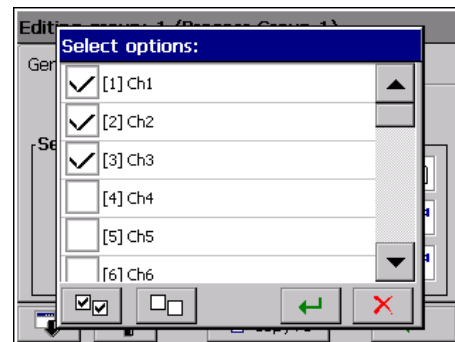 Select options:
[1] Ch1
[2] Ch2
[3] Ch3
[4] Ch4
[5] Ch5
[6] Ch6